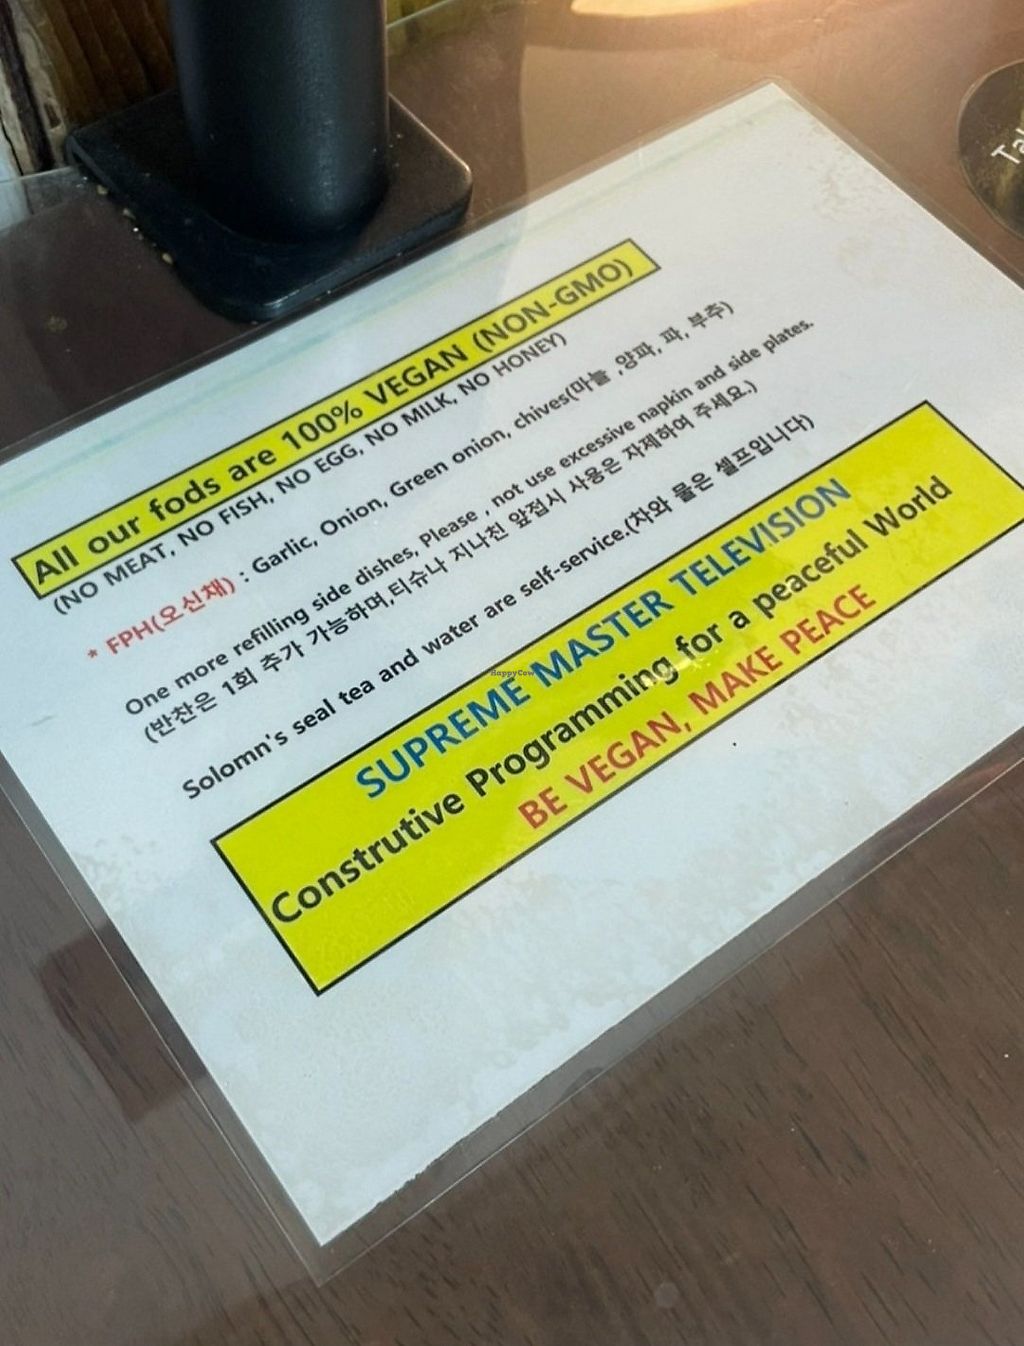 All our fods are 100% VEGAN (NON-GMO)
(NO MEAT, NO FISH, NO EGG, NO MILK, NO HONEY)
* FPH(오신채) : Garlic, Onion, Green onion, chives(마늘 ,양파, 파, 부추)
One more refilling side dishes, Please , not use excessive napkin and side plates.
(반찬은 1회 추가 가능하며,티슈나 지나친 앞접시 사용은 자제하여 주세요.)
Solomn's seal tea and water are self-service.(차와 물은 셀프입니다)
SUPREME MASTER TELEVISION
Construtive Programming for a peaceful World
BE VEGAN, MAKE PEACE
HappyCow